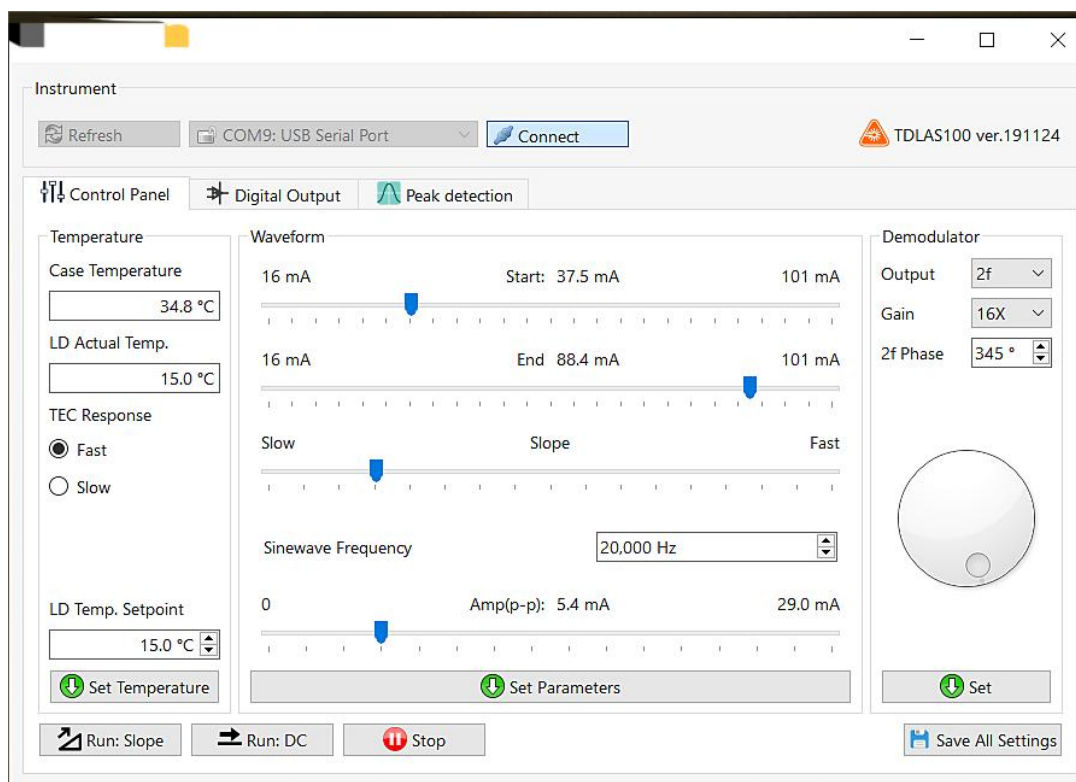 Instrument
Refresh COM9: USB Serial Port Connect TDLAS100 ver.191124
Control Panel Digital Output Peak detection
Temperature
Case Temperature
34.8 °C
LD Actual Temp.
15.0 °C
TEC Response
Fast
Slow
LD Temp. Setpoint
15.0 °C
Set Temperature
Waveform
16 mA Start: 37.5 mA 101 mA
16 mA End 88.4 mA 101 mA
Slow Slope Fast
Sinewave Frequency 20,000 Hz
0 Amp(p-p): 5.4 mA 29.0 mA
Set Parameters
Demodulator
Output 2f
Gain 16X
2f Phase 345 °
Set
Run: Slope Run: DC Stop Save All Settings